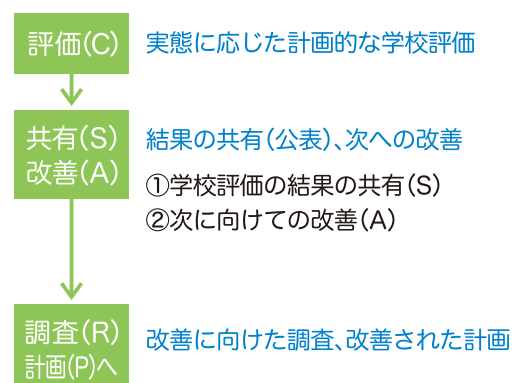 評価(C)
実態に応じた計画的な学校評価
共有(S)
改善(A)
結果の共有(公表)、次への改善
①学校評価の結果の共有(S)
②次に向けての改善(A)
調査(R)
計画(P)へ
改善に向けた調査、改善された計画